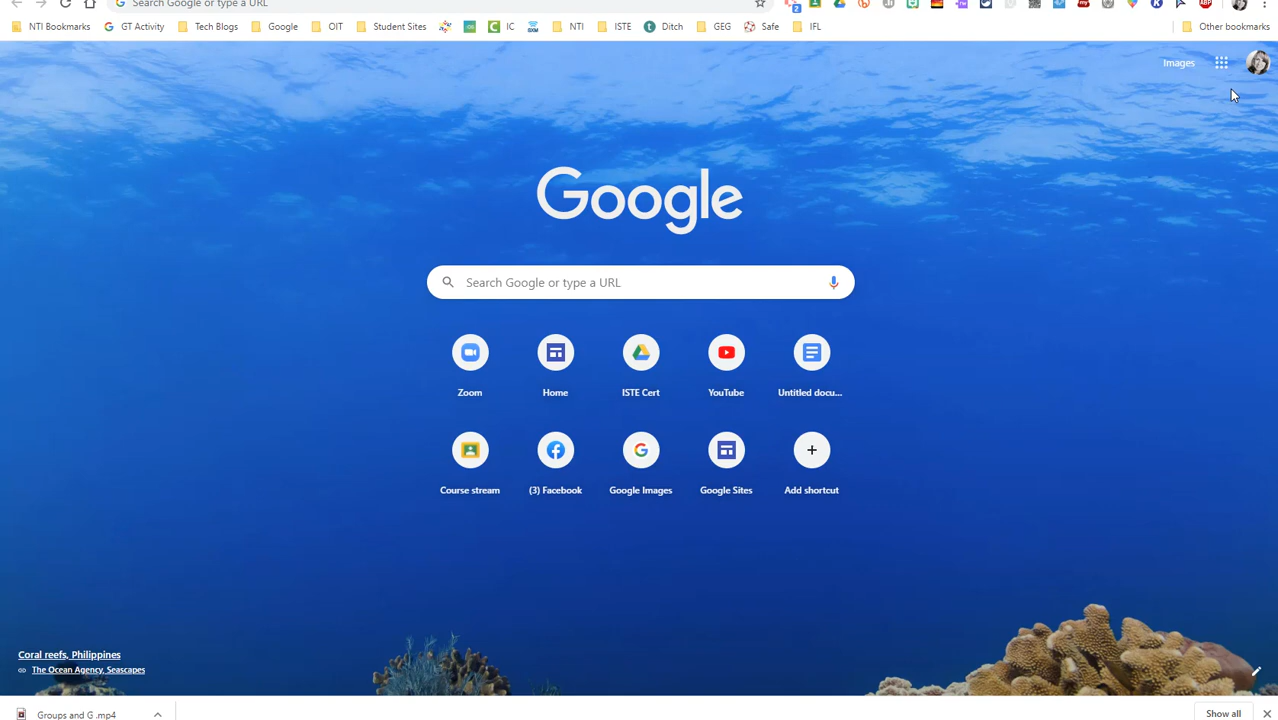 Search Google or type a URL
2
NTI Bookmarks GT Activity Tech Blogs Google OIT Student Sites IC NTI ISTE Ditch GEG Safe IFL Other bookmarks
Images
Google
Search Google or type a URL
Zoom Home ISTE Cert YouTube Untitled docu...
Course stream (3) Facebook Google Images Google Sites Add shortcut
Coral reefs, Philippines
The Ocean Agency, Seascapes
Groups and G .mp4 Show all